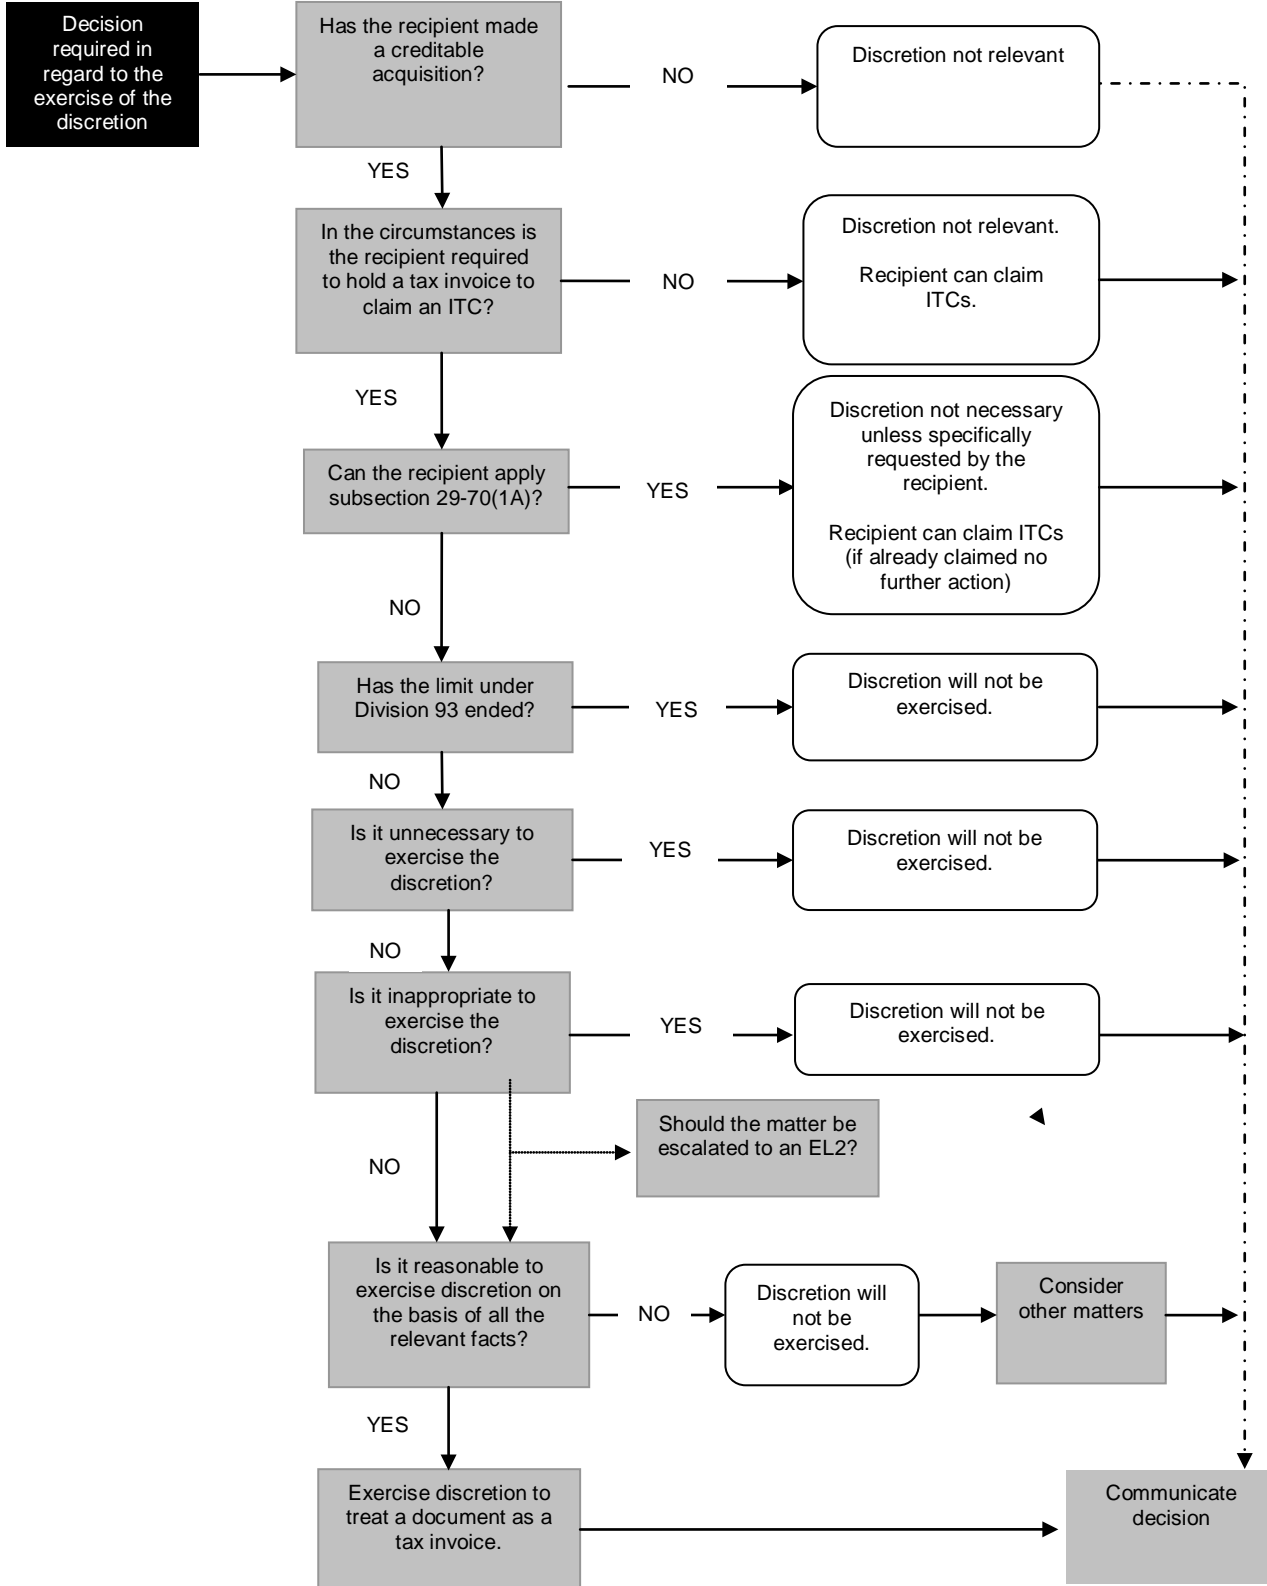 Decision
required in
regard to the
exercise of the
discretion
Has the recipient made
a creditable
acquisition?
NO
Discretion not relevant
YES
In the circumstances is
the recipient required
to hold a tax invoice to
claim an ITC?
NO
Discretion not relevant.
Recipient can claim
ITCs.
YES
Can the recipient apply
subsection 29-70(1A)?
YES
Discretion not necessary
unless specifically
requested by the
recipient.
Recipient can claim ITCs
(if already claimed no
further action)
NO
Has the limit under
Division 93 ended?
YES
Discretion will not be
exercised.
NO
Is it unnecessary to
exercise the
discretion?
YES
Discretion will not be
exercised.
NO
Is it inappropriate to
exercise the
discretion?
YES
Discretion will not be
exercised.
Should the matter be
escalated to an EL2?
NO
Is it reasonable to
exercise discretion on
the basis of all the
relevant facts?
NO
Discretion will
not be
exercised.
Consider
other matters
YES
Exercise discretion to
treat a document as a
tax invoice.
Communicate
decision